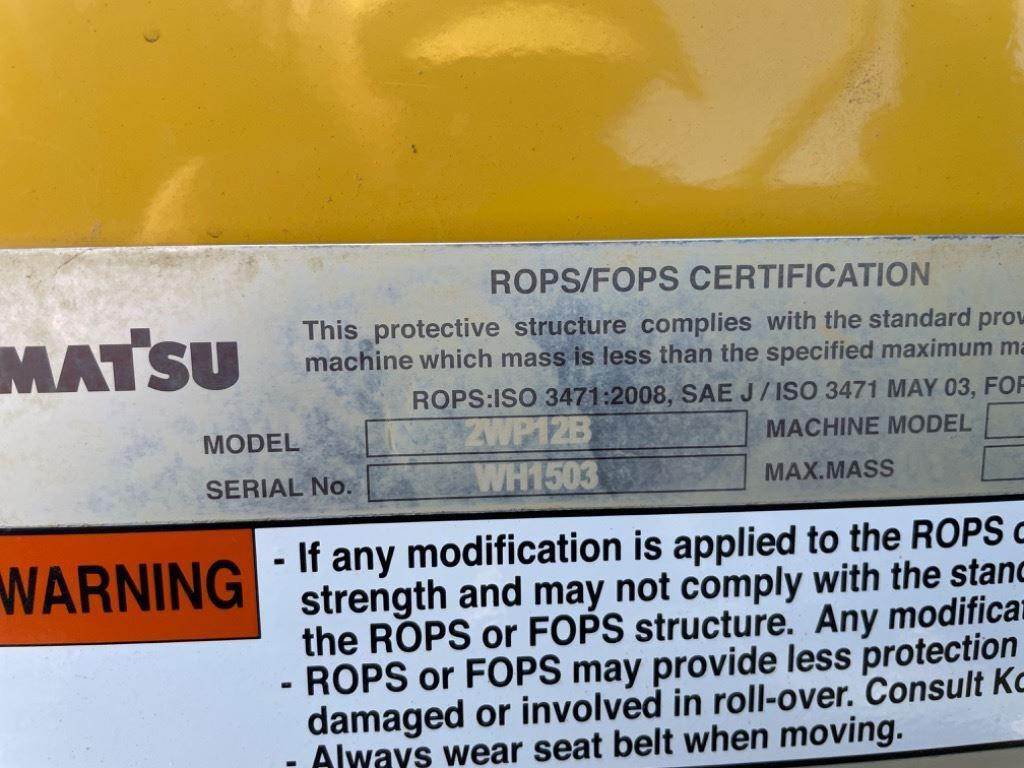 ROPS/FOPS CERTIFICATION
MATSU
This protective structure complies with the standard prov
machine which mass is less than the specified maximum ma
ROPS:ISO 3471:2008, SAE J / ISO 3471 MAY 03, FOP
MODEL 2WP12B MACHINE MODEL
SERIAL No. WH1503 MAX.MASS
WARNING
- If any modification is applied to the ROPS o
strength and may not comply with the stand
the ROPS or FOPS structure. Any modificat
- ROPS or FOPS may provide less protection
damaged or involved in roll-over. Consult Ko
- Always wear seat belt when moving.